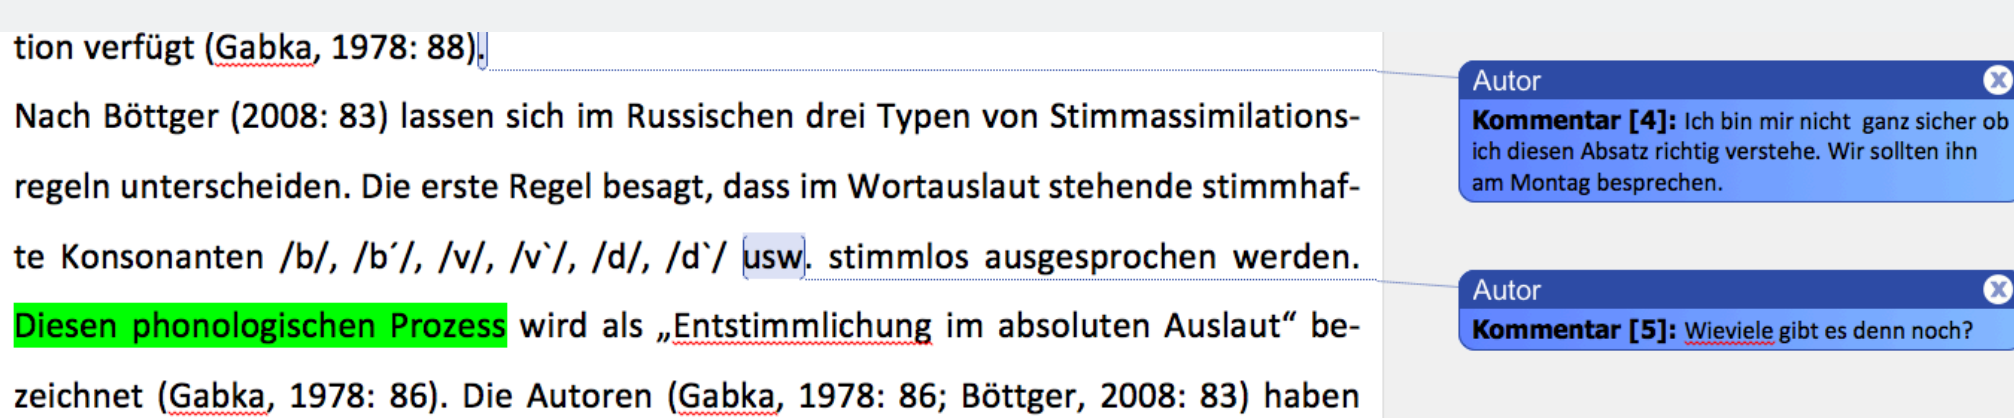 tion verfügt (Gabka, 1978: 88).
Nach Böttger (2008: 83) lassen sich im Russischen drei Typen von Stimmassimilations-
regeln unterscheiden. Die erste Regel besagt, dass im Wortauslaut stehende stimmhaf-
te Konsonanten /b/, /b´/, /v/, /v`/, /d/, /d`/ usw. stimmlos ausgesprochen werden.
Diesen phonologischen Prozess wird als „Entstimmlichung im absoluten Auslaut“ be-
zeichnet (Gabka, 1978: 86). Die Autoren (Gabka, 1978: 86; Böttger, 2008: 83) haben
Autor
Kommentar [4]: Ich bin mir nicht ganz sicher ob
ich diesen Absatz richtig verstehe. Wir sollten ihn
am Montag besprechen.
Autor
Kommentar [5]: Wieviele gibt es denn noch?